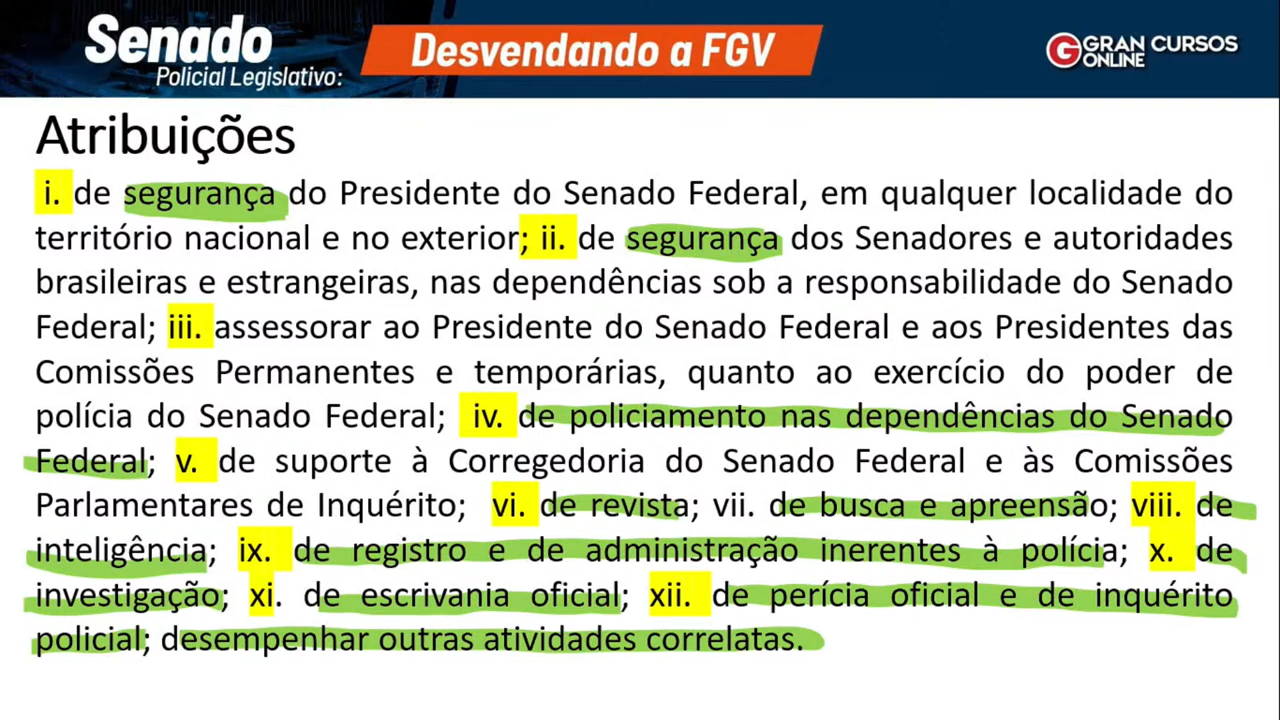 Senado
Policial Legislativo:
Desvendando a FGV
GRAN CURSOS
ONLINE
Atribuições
i. de segurança do Presidente do Senado Federal, em qualquer localidade do
território nacional e no exterior; ii. de segurança dos Senadores e autoridades
brasileiras e estrangeiras, nas dependências sob a responsabilidade do Senado
Federal; iii. assessorar ao Presidente do Senado Federal e aos Presidentes das
Comissões Permanentes e temporárias, quanto ao exercício do poder de
polícia do Senado Federal; iv. de policiamento nas dependências do Senado
Federal; v. de suporte à Corregedoria do Senado Federal e às Comissões
Parlamentares de Inquérito; vi. de revista; vii. de busca e apreensão; viii. de
inteligência; ix. de registro e de administração inerentes à polícia; x. de
investigação; xi. de escrivania oficial; xii. de perícia oficial e de inquérito
policial; desempenhar outras atividades correlatas.